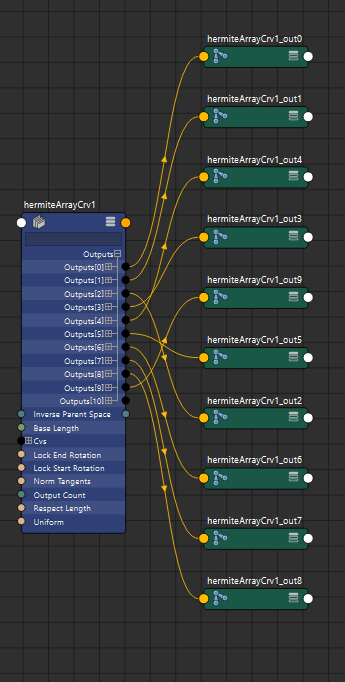 hermiteArrayCrv1_out0
hermiteArrayCrv1_out1
hermiteArrayCrv1_out4
hermiteArrayCrv1
hermiteArrayCrv1_out3
Outputs
Outputs[0]
Outputs[1]
hermiteArrayCrv1_out9
Outputs[2]
Outputs[3]
Outputs[4]
Outputs[5]
hermiteArrayCrv1_out5
Outputs[6]
Outputs[7]
Outputs[8]
Outputs[9]
Outputs[10]
hermiteArrayCrv1_out2
Inverse Parent Space
Base Length
Cvs
Lock End Rotation
hermiteArrayCrv1_out6
Lock Start Rotation
Norm Tangents
Output Count
Respect Length
hermiteArrayCrv1_out7
Uniform
hermiteArrayCrv1_out8